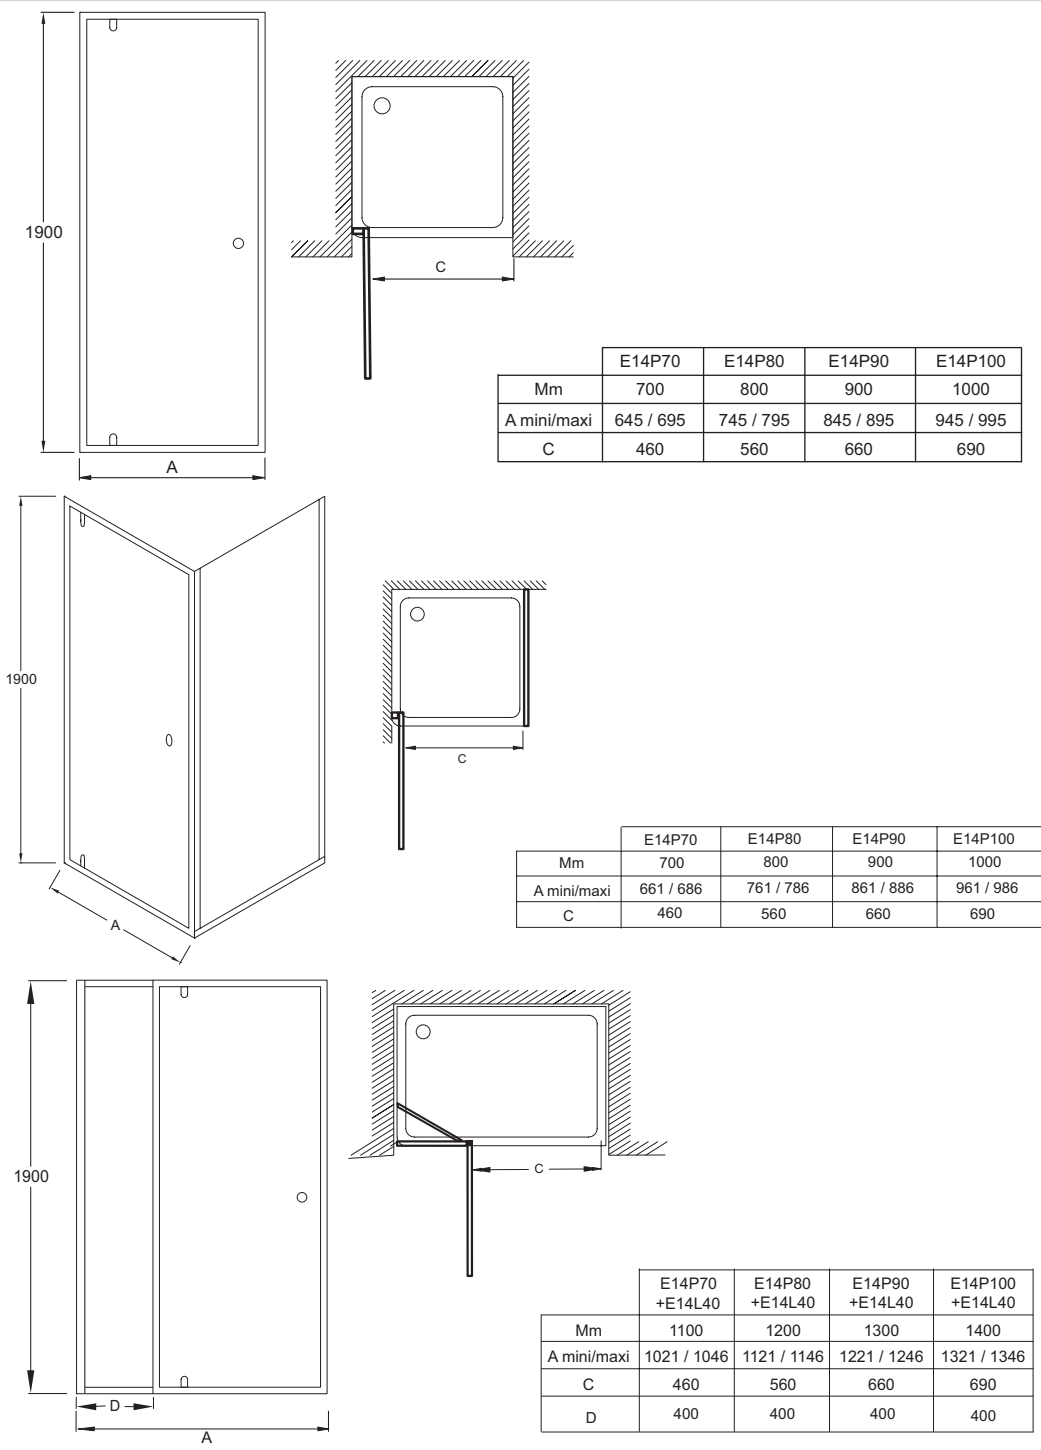 1900
C
A
E14P70 E14P80 E14P90 E14P100
Mm 700 800 900 1000
A mini/maxi 645 / 695 745 / 795 845 / 895 945 / 995
C 460 560 660 690
1900
C
A
E14P70 E14P80 E14P90 E14P100
Mm 700 800 900 1000
A mini/maxi 661 / 686 761 / 786 861 / 886 961 / 986
C 460 560 660 690
1900
C
D
A
E14P70 E14P80 E14P90 E14P100
+E14L40 +E14L40 +E14L40 +E14L40
Mm 1100 1200 1300 1400
A mini/maxi 1021 / 1046 1121 / 1146 1221 / 1246 1321 / 1346
C 460 560 660 690
D 400 400 400 400